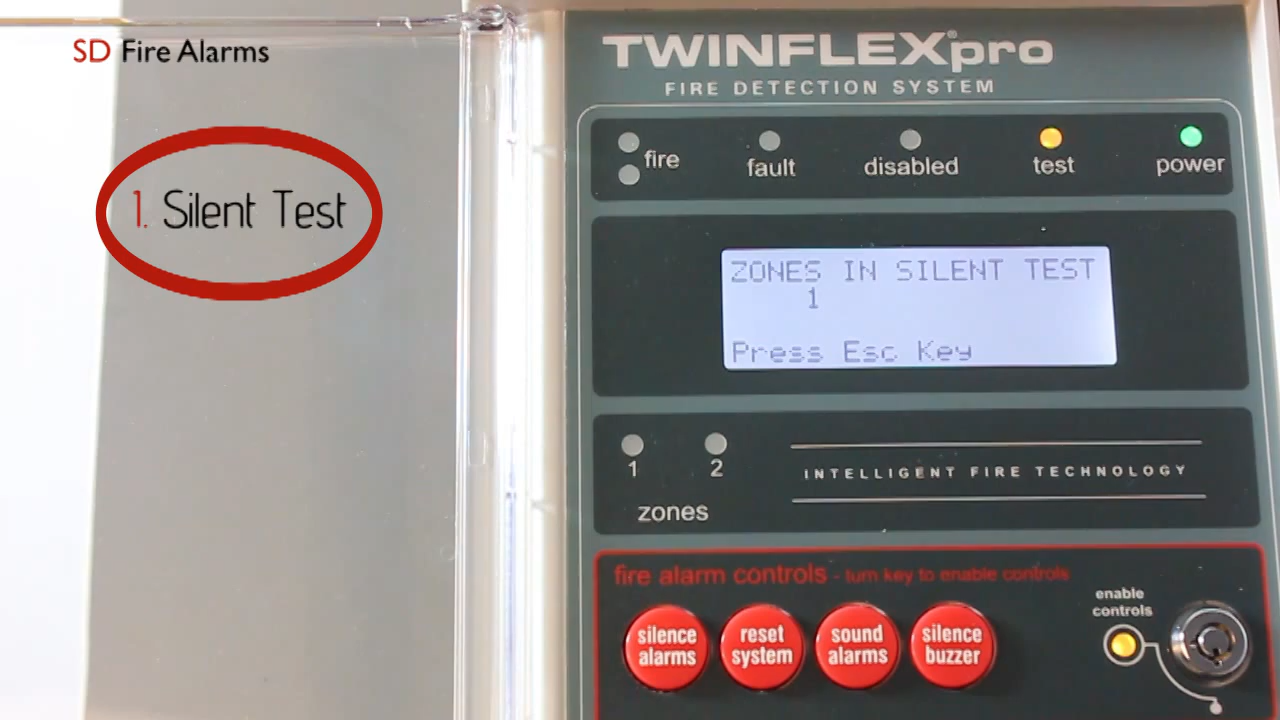 SD Fire Alarms
1. Silent Test
TWINFLEX®pro
FIRE DETECTION SYSTEM
fire
fault
disabled
test
power
ZONES IN SILENT TEST
1
Press Esc Key
1
2
INTELLIGENT FIRE TECHNOLOGY
zones
fire alarm controls - turn key to enable controls
enable
controls
silence
alarms
reset
system
sound
alarms
silence
buzzer